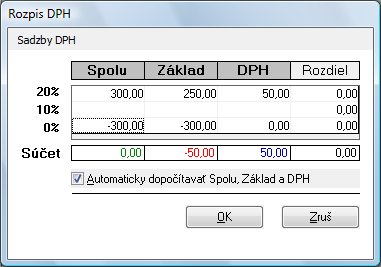 Rozpis DPH
Sadzby DPH
Spolu Základ DPH Rozdiel
20% 300,00 250,00 50,00 0,00
10% 0,00
0% -300,00 -300,00 0,00 0,00
Súčet 0,00 -50,00 50,00 0,00
Automaticky dopočítavať Spolu, Základ a DPH
OK Zruš